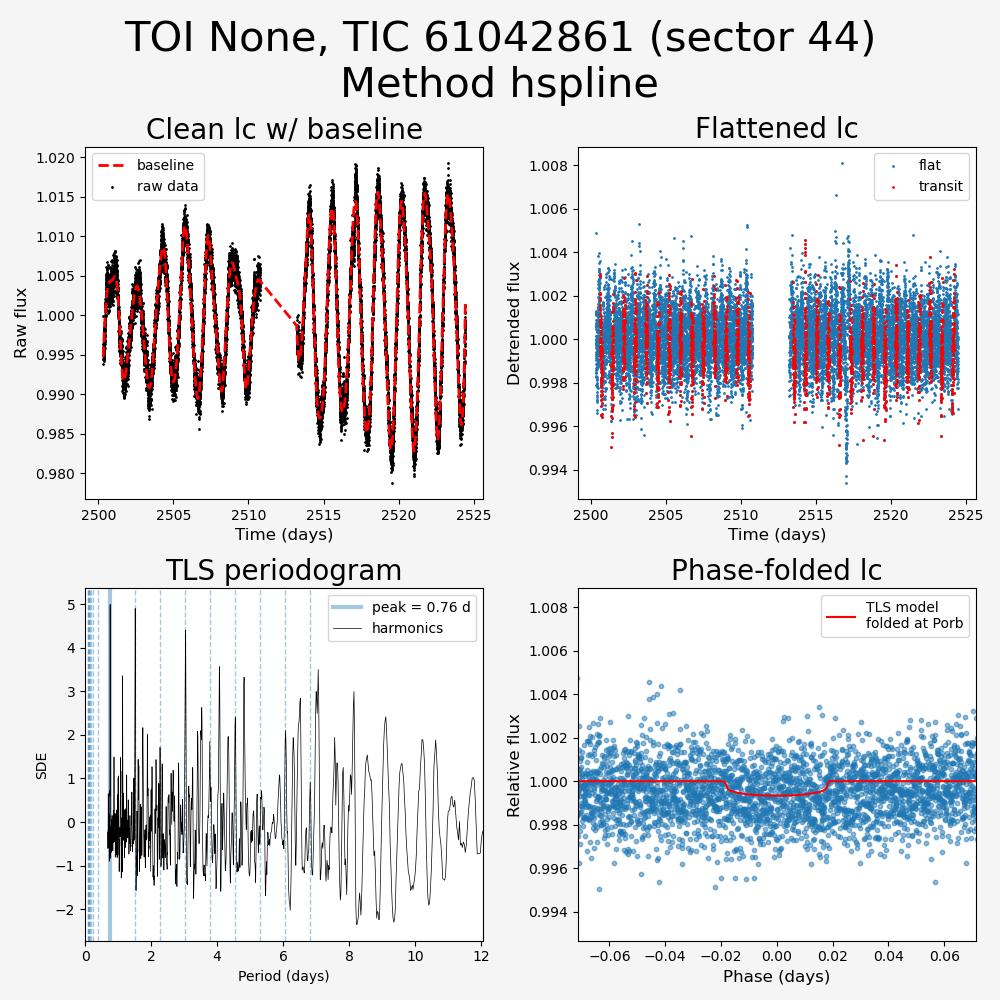 TOI None, TIC 61042861 (sector 44)
Method hspline
Clean lc w/ baseline
baseline
raw data
Raw flux
1.020
1.015
1.010
1.005
1.000
0.995
0.990
0.985
0.980
2500 2505 2510 2515 2520 2525
Time (days)
Flattened lc
flat
transit
Detrended flux
1.008
1.006
1.004
1.002
1.000
0.998
0.996
0.994
2500 2505 2510 2515 2520 2525
Time (days)
TLS periodogram
peak = 0.76 d
harmonics
SDE
5
4
3
2
1
0
−1
−2
0 2 4 6 8 10 12
Period (days)
Phase-folded lc
TLS model
folded at Porb
Relative flux
1.008
1.006
1.004
1.002
1.000
0.998
0.996
0.994
−0.06 −0.04 −0.02 0.00 0.02 0.04 0.06
Phase (days)